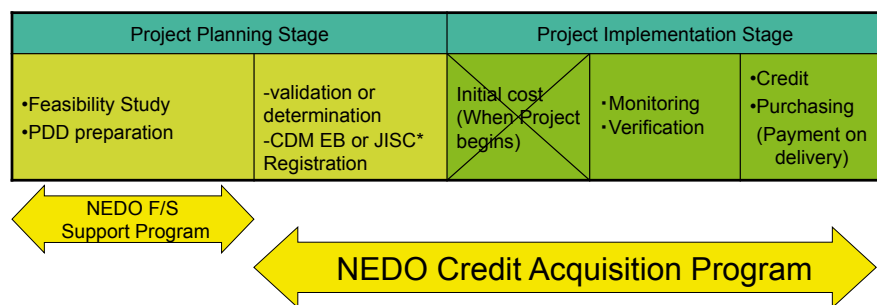 Project Planning Stage
Project Implementation Stage
•Feasibility Study
•PDD preparation
-validation or
determination
-CDM EB or JISC*
Registration
Initial cost
(When Project
begins)
・Monitoring
・Verification
•Credit
•Purchasing
(Payment on
delivery)
NEDO F/S
Support Program
NEDO Credit Acquisition Program